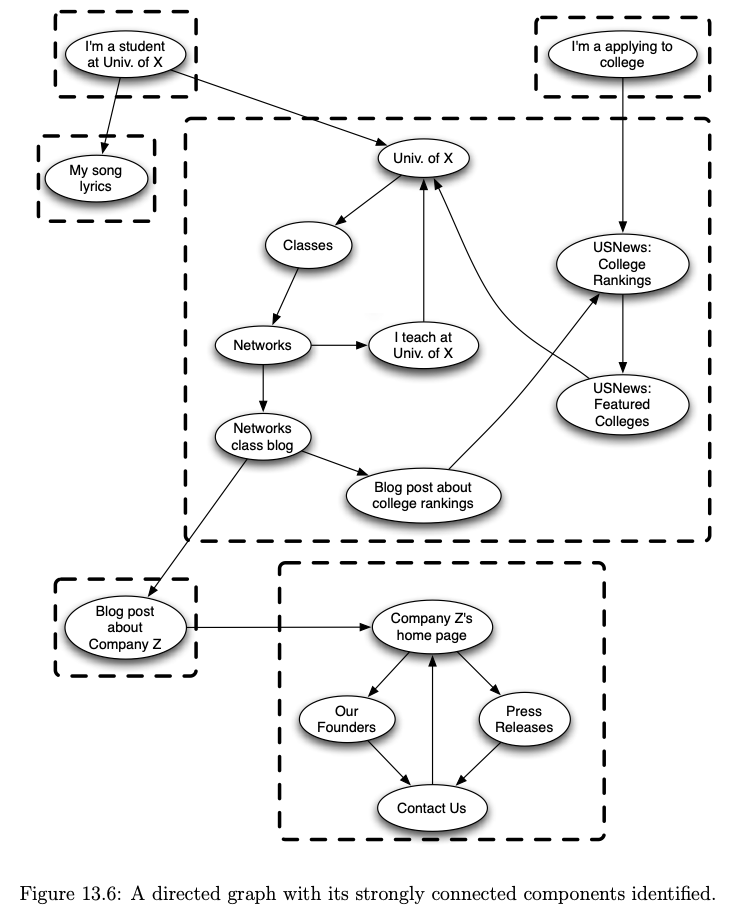 I'm a student
at Univ. of X
I'm a applying to
college
My song
lyrics
Univ. of X
Classes
USNews:
College
Rankings
Networks
I teach at
Univ. of X
USNews:
Featured
Colleges
Networks
class blog
Blog post about
college rankings
Blog post
about
Company Z
Company Z's
home page
Our
Founders
Press
Releases
Contact Us
Figure 13.6: A directed graph with its strongly connected components identified.